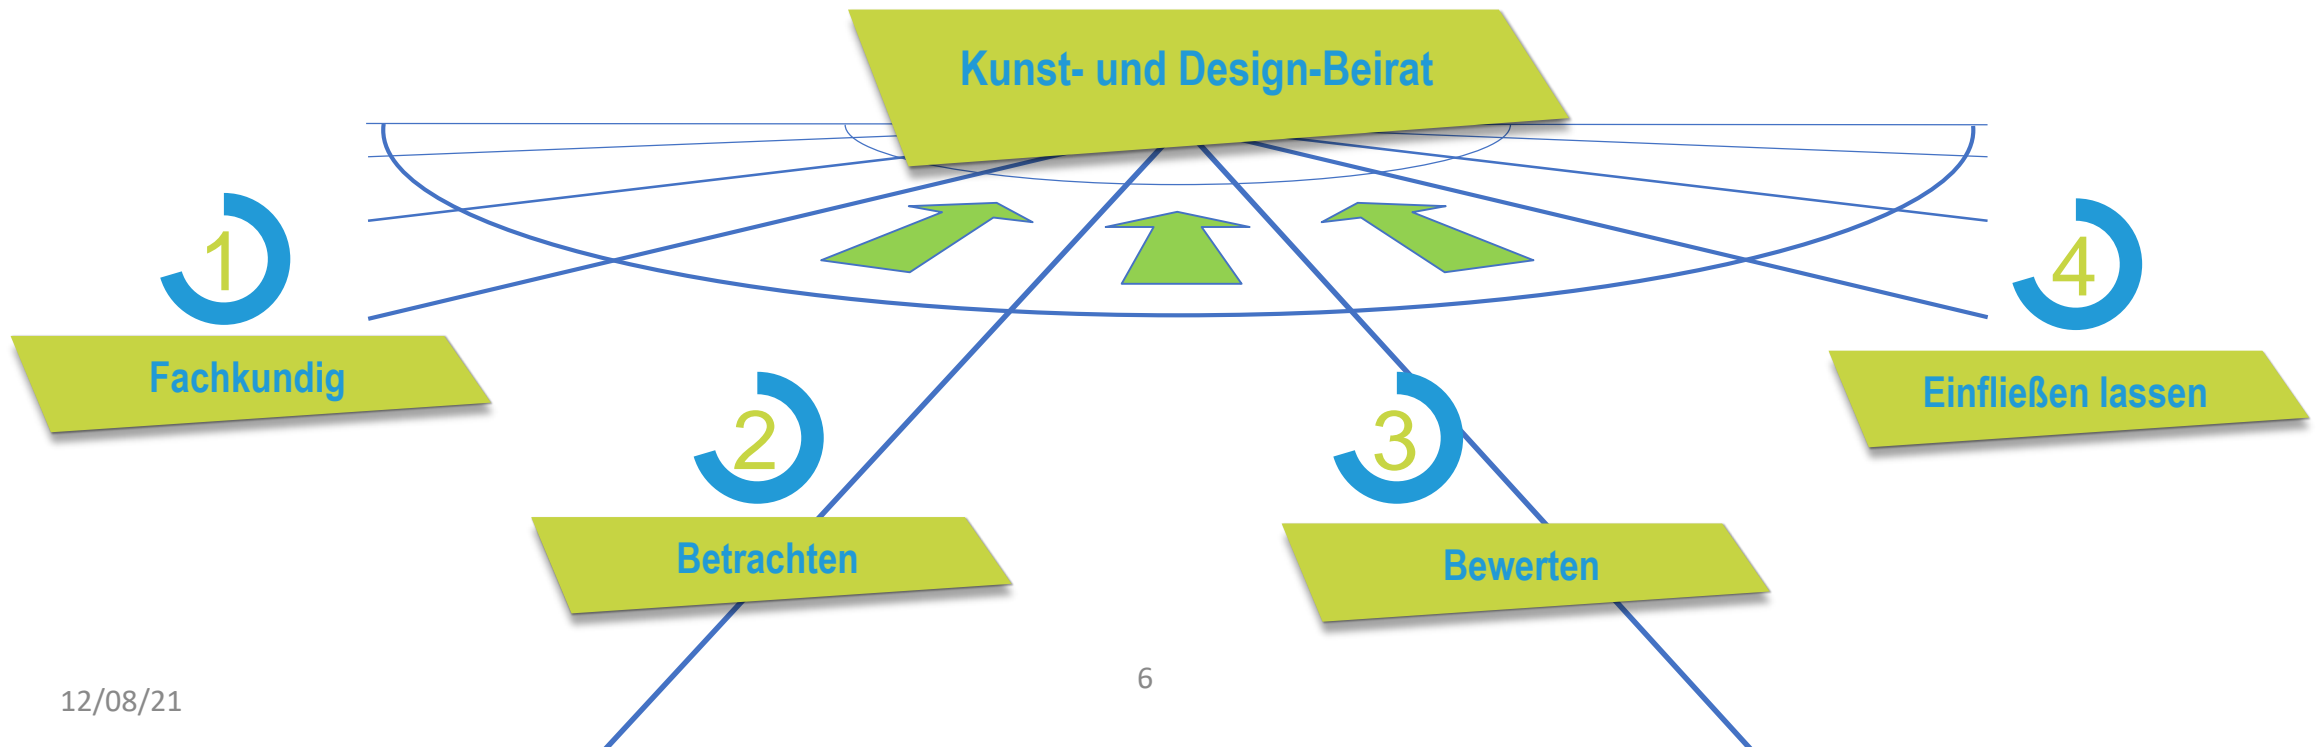 Kunst- und Design-Beirat
1
Fachkundig
2
Betrachten
3
Bewerten
4
Einfließen lassen
12/08/21
6